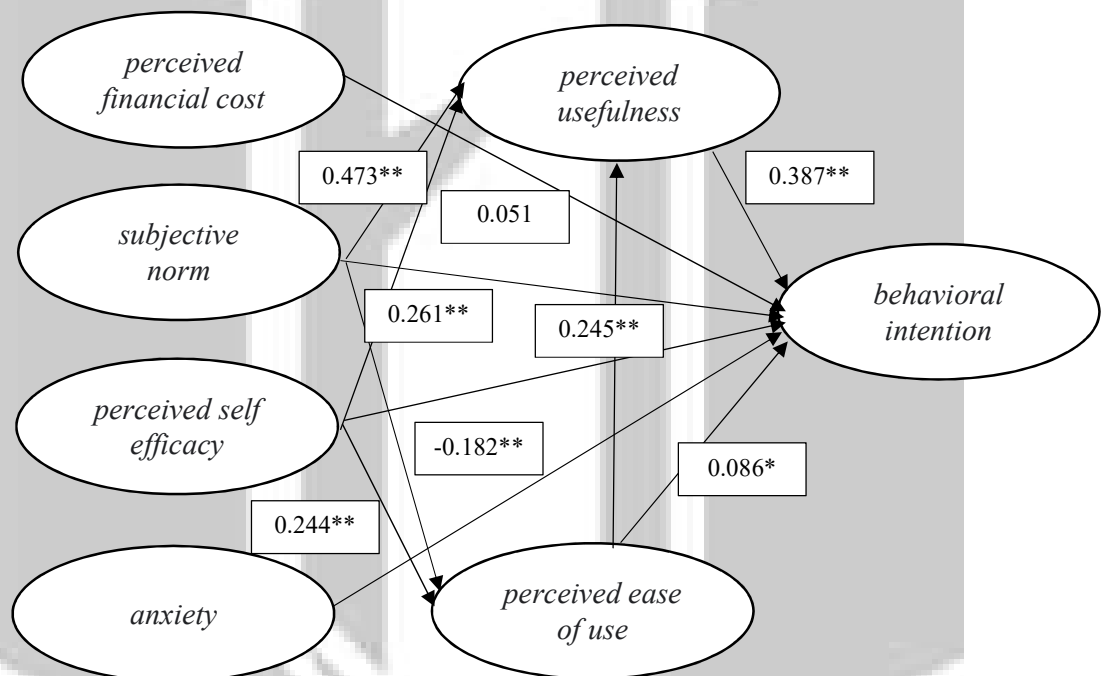 perceived
financial cost
perceived
usefulness
0.473**
0.387**
0.051
subjective
norm
behavioral
intention
0.261**
0.245**
perceived self
efficacy
-0.182**
0.086*
0.244**
anxiety
perceived ease
of use